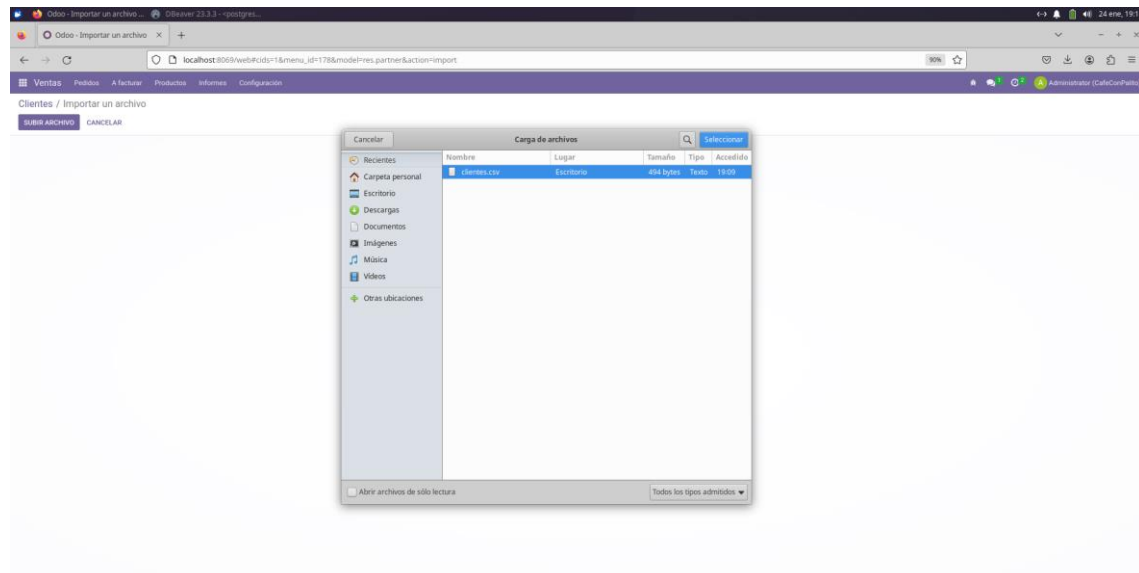 Odoo - Importar un archivo ... DBeaver 23.3.3 - <postgres... 24 ene, 19:1
Odoo - Importar un archivo
localhost:8069/web#cids=1&menu_id=178&model=res.partner&action=import 90%
Ventas Pedidos A facturar Productos Informes Configuración 1 2 A Administrator (CafeConPalito
Clientes / Importar un archivo
SUBIR ARCHIVO CANCELAR
Cancelar Carga de archivos Seleccionar
Recientes
Carpeta personal
Escritorio
Descargas
Documentos
Imágenes
Música
Vídeos
Otras ubicaciones
Nombre Lugar Tamaño Tipo Accedido
clientes.csv Escritorio 494 bytes Texto 19:09
Abrir archivos de sólo lectura Todos los tipos admitidos